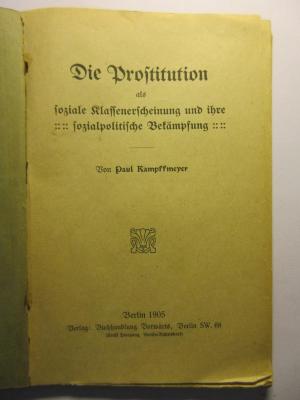 Die Prostitution
als
soziale Klassenerscheinung und ihre
:: :: sozialpolitische Bekämpfung :: ::
Von Paul Kampffmeyer
Berlin 1905
Verlag: Buchhandlung Vorwärts, Berlin SW. 68